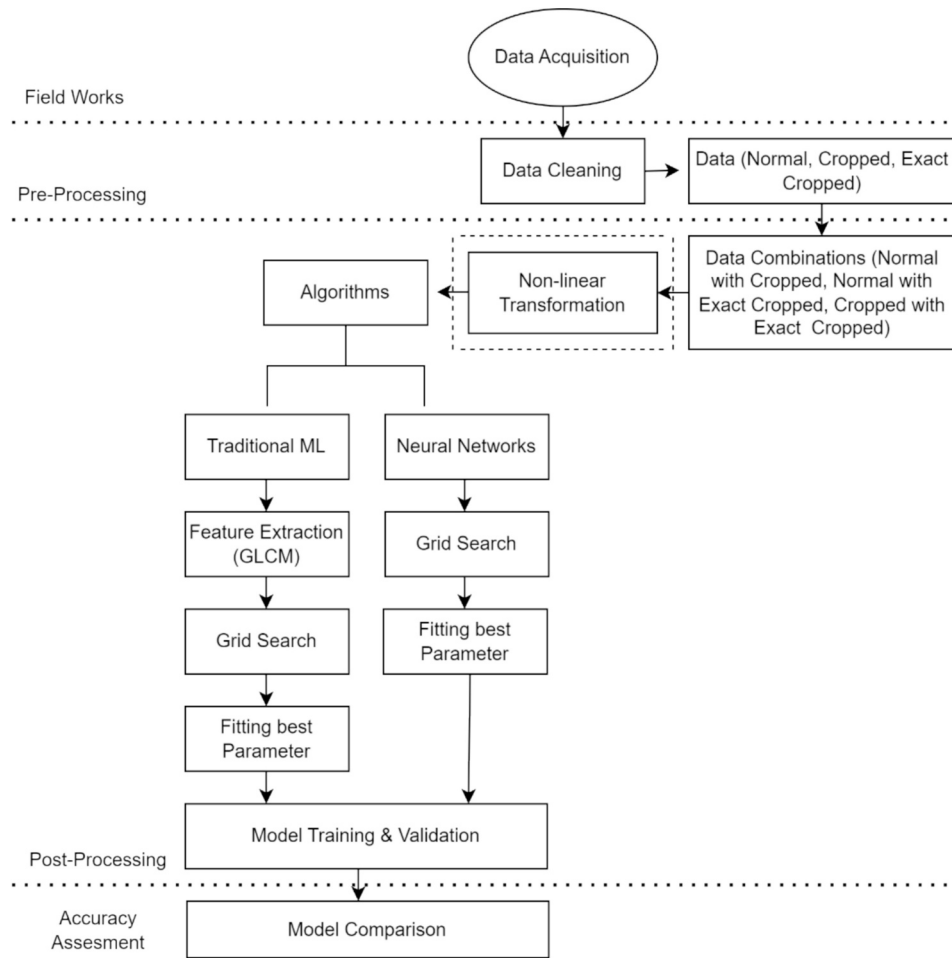 Data Acquisition
Field Works
Data Cleaning
Data (Normal, Cropped, Exact
Cropped)
Pre-Processing
Data Combinations (Normal
with Cropped, Normal with
Exact Cropped, Cropped with
Exact Cropped)
Non-linear
Transformation
Algorithms
Traditional ML
Neural Networks
Feature Extraction
(GLCM)
Grid Search
Grid Search
Fitting best
Parameter
Fitting best
Parameter
Model Training & Validation
Post-Processing
Accuracy
Assesment
Model Comparison